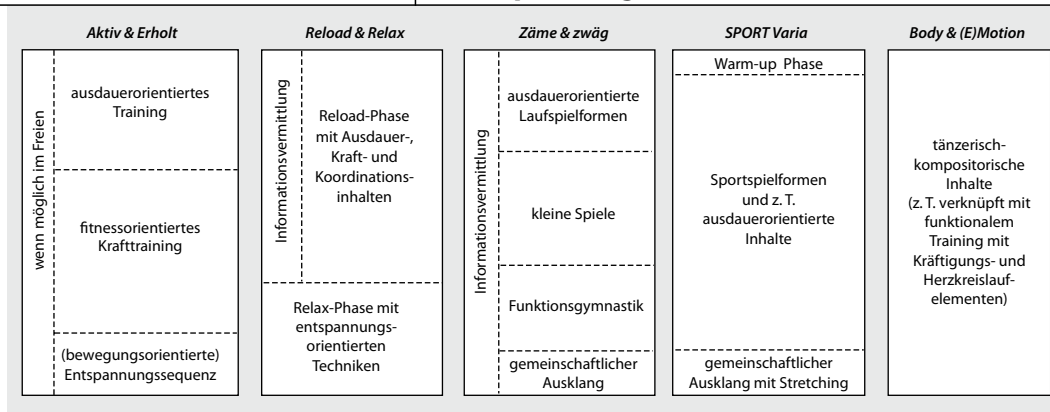 Aktiv & Erholt
wenn möglich im Freien
ausdauerorientiertes
Training
fitnessorientiertes
Krafttraining
(bewegungsorientierte)
Entspannungssequenz
Reload & Relax
Informationsvermittlung
Reload-Phase
mit Ausdauer-,
Kraft- und
Koordinations-
inhalten
Relax-Phase mit
entspannungs-
orientierten
Techniken
Zäme & zwäg
Informationsvermittlung
ausdauerorientierte
Laufspielformen
kleine Spiele
Funktionsgymnastik
gemeinschaftlicher
Ausklang
SPORT Varia
Warm-up Phase
Sportspielformen
und z. T.
ausdauerorientierte
Inhalte
gemeinschaftlicher
Ausklang mit Stretching
Body & (E)Motion
tänzerisch-
kompositorische
Inhalte
(z. T. verknüpft mit
funktionalem
Training mit
Kräftigungs- und
Herzkreislauf-
elementen)